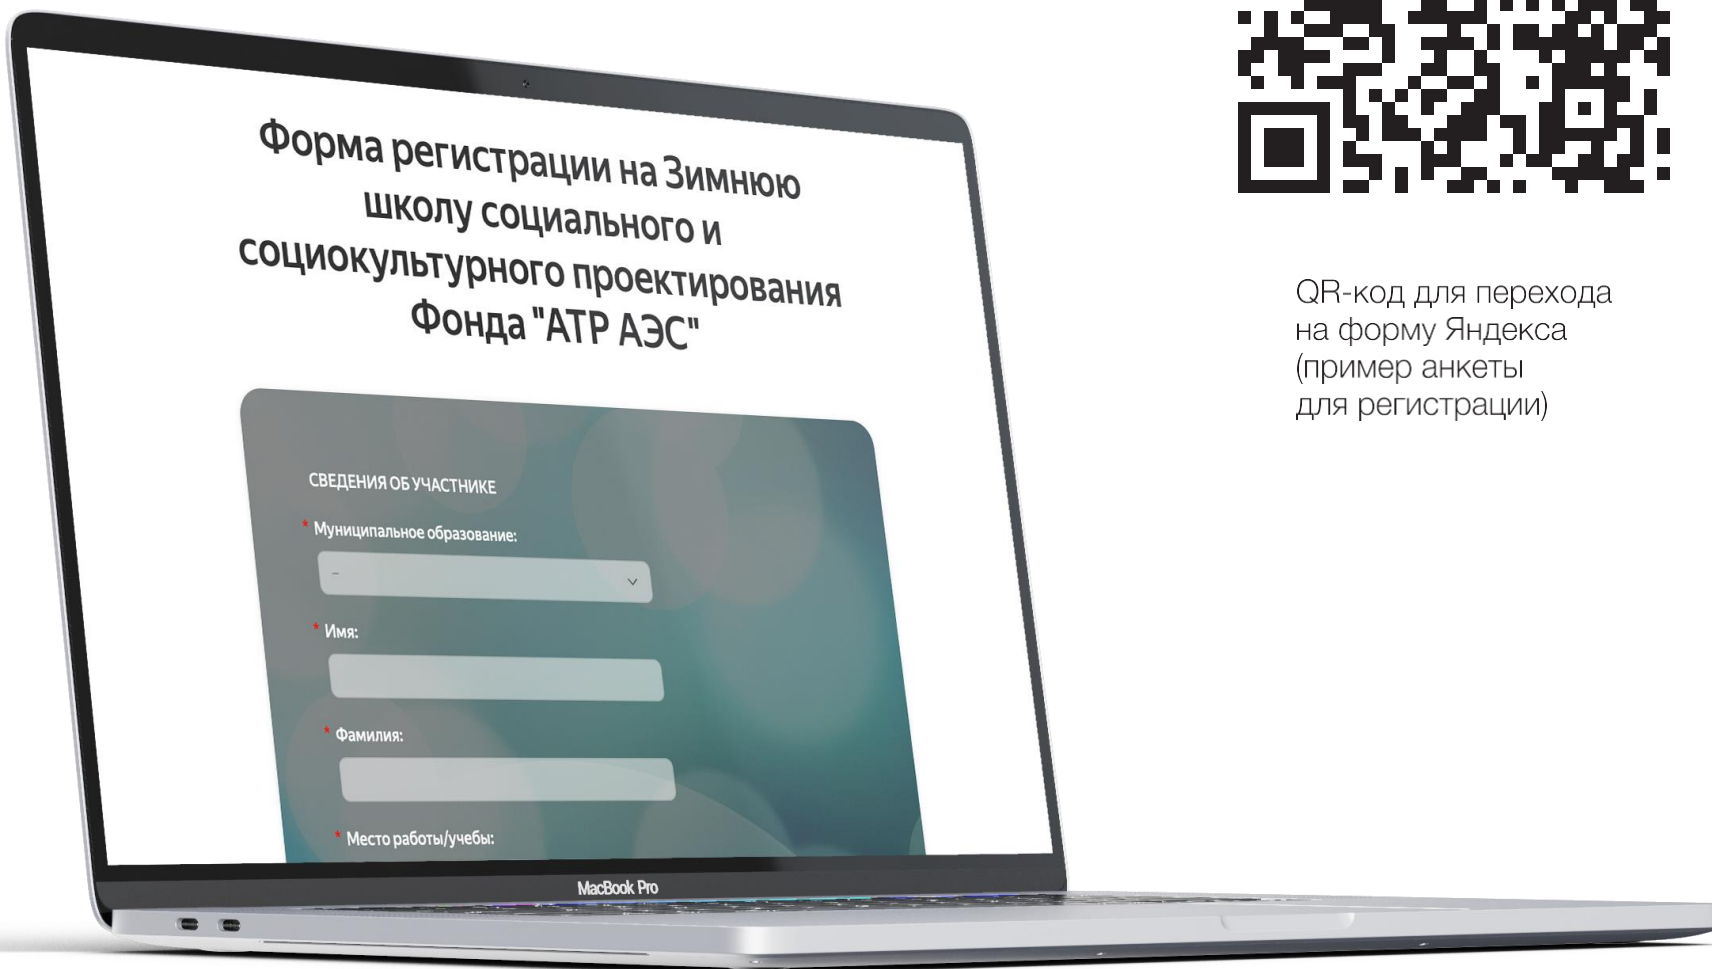 Форма регистрации на Зимнюю
школу социального и
социокультурного проектирования
Фонда "АТР АЭС"
СВЕДЕНИЯ ОБ УЧАСТНИКЕ
* Муниципальное образование:
–
* Имя:
* Фамилия:
* Место работы/учебы:
MacBook Pro
QR-код для перехода
на форму Яндекса
(пример анкеты
для регистрации)